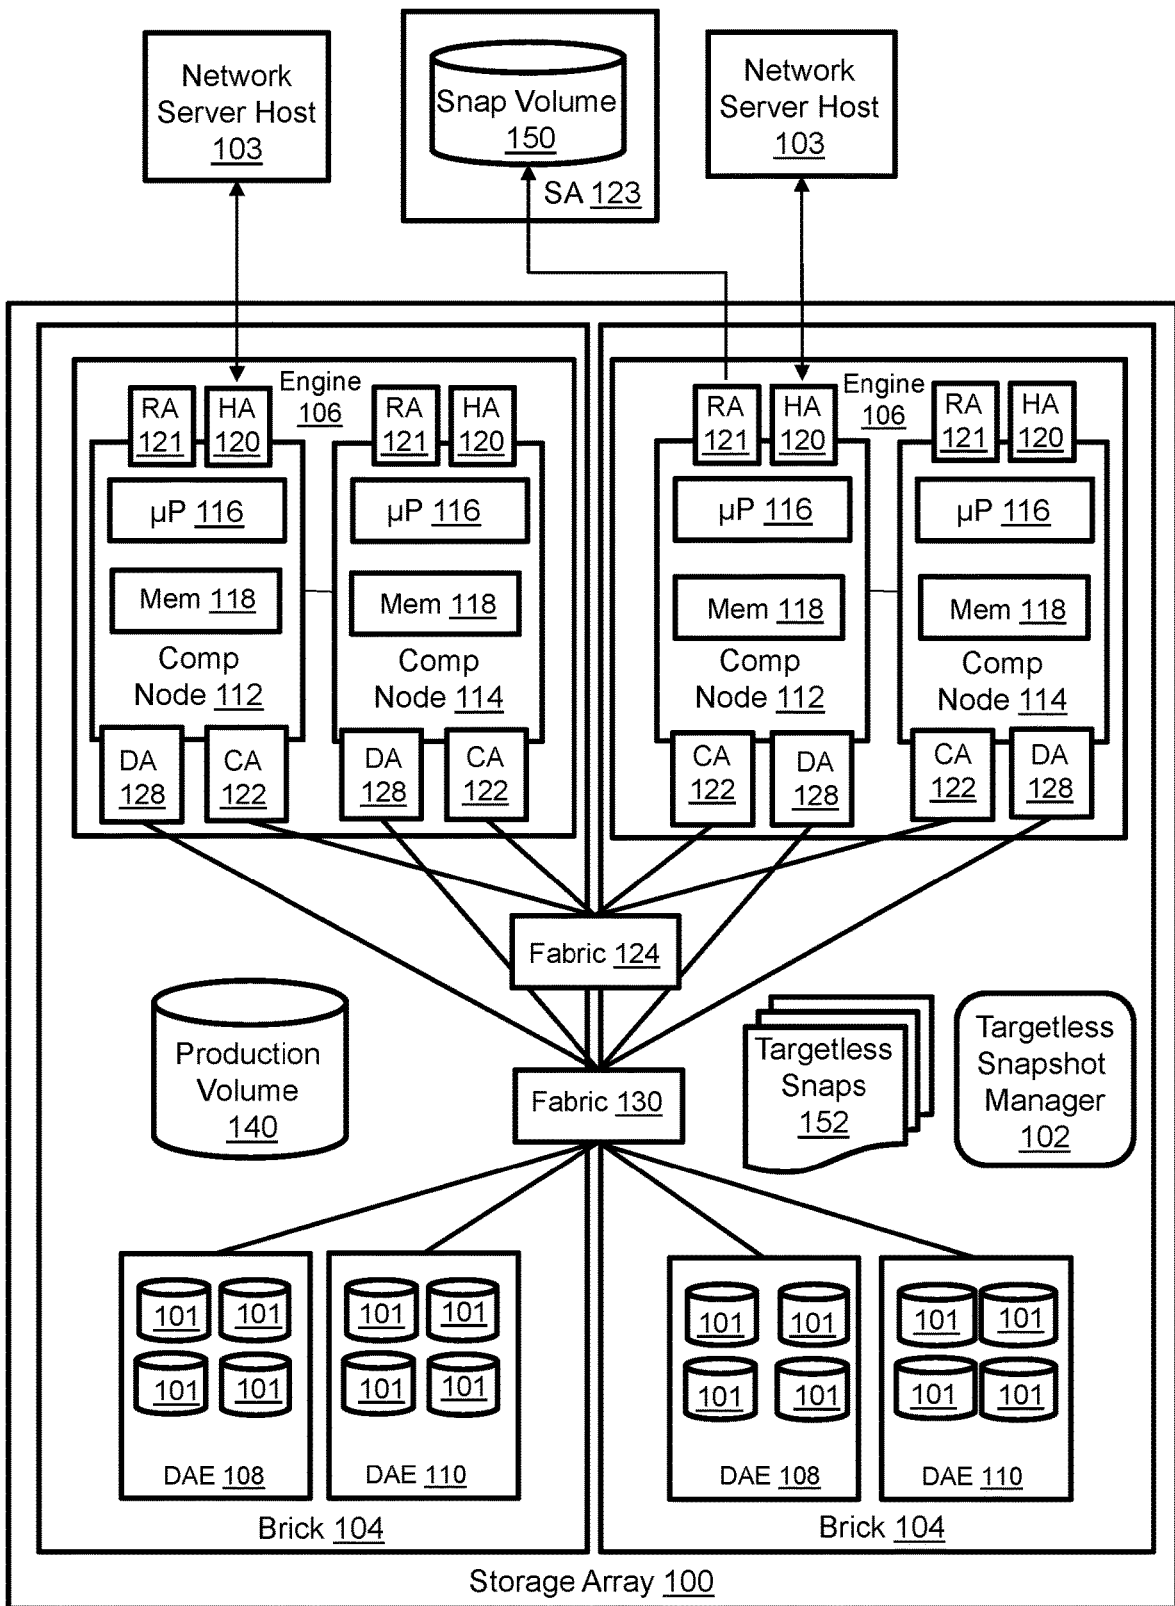 Network
Server Host
103
Snap Volume
150
SA 123
Network
Server Host
103
RA
121
HA
120
Engine
106
RA
121
HA
120
µP 116
µP 116
Mem 118
Mem 118
Comp
Node 112
Comp
Node 114
DA
128
CA
122
DA
128
CA
122
RA
121
HA
120
Engine
106
RA
121
HA
120
µP 116
µP 116
Mem 118
Mem 118
Comp
Node 112
Comp
Node 114
CA
122
DA
128
CA
122
DA
128
Fabric 124
Production
Volume
140
Fabric 130
Targetless
Snaps
152
Targetless
Snapshot
Manager
102
101 101
101 101
DAE 108
101 101
101 101
DAE 110
Brick 104
101 101
101 101
DAE 108
101 101
101 101
DAE 110
Brick 104
Storage Array 100